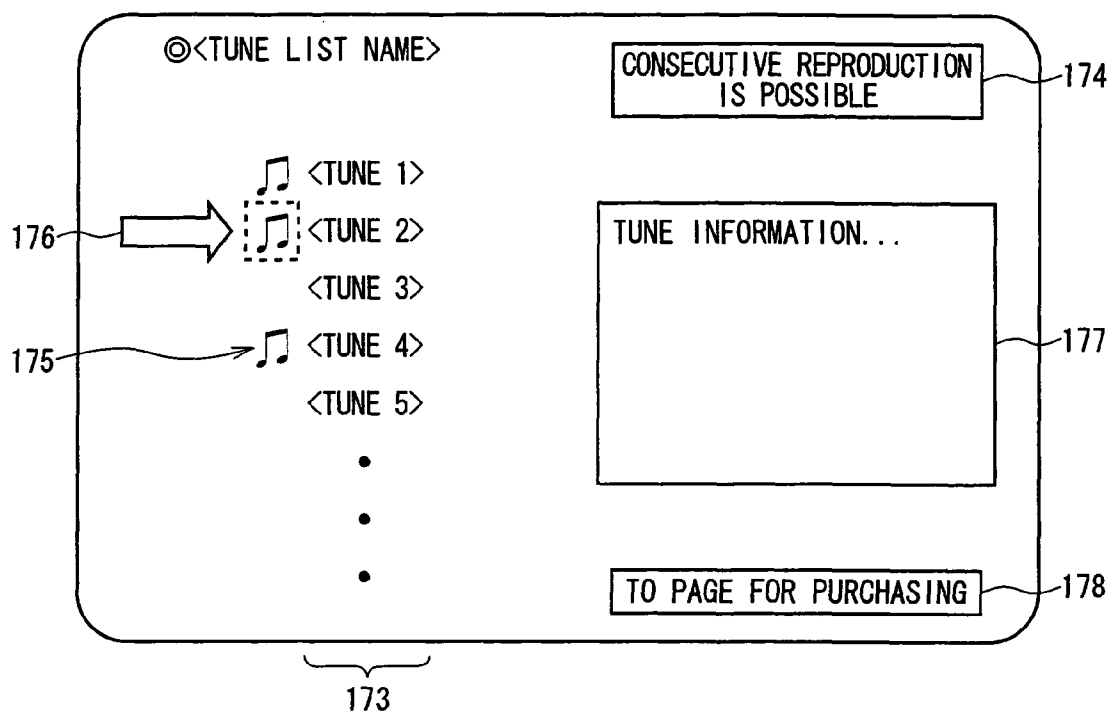 ◎<TUNE LIST NAME>
CONSECUTIVE REPRODUCTION
IS POSSIBLE
174
<TUNE 1>
176
<TUNE 2>
TUNE INFORMATION...
<TUNE 3>
175
<TUNE 4>
177
<TUNE 5>
TO PAGE FOR PURCHASING
178
173